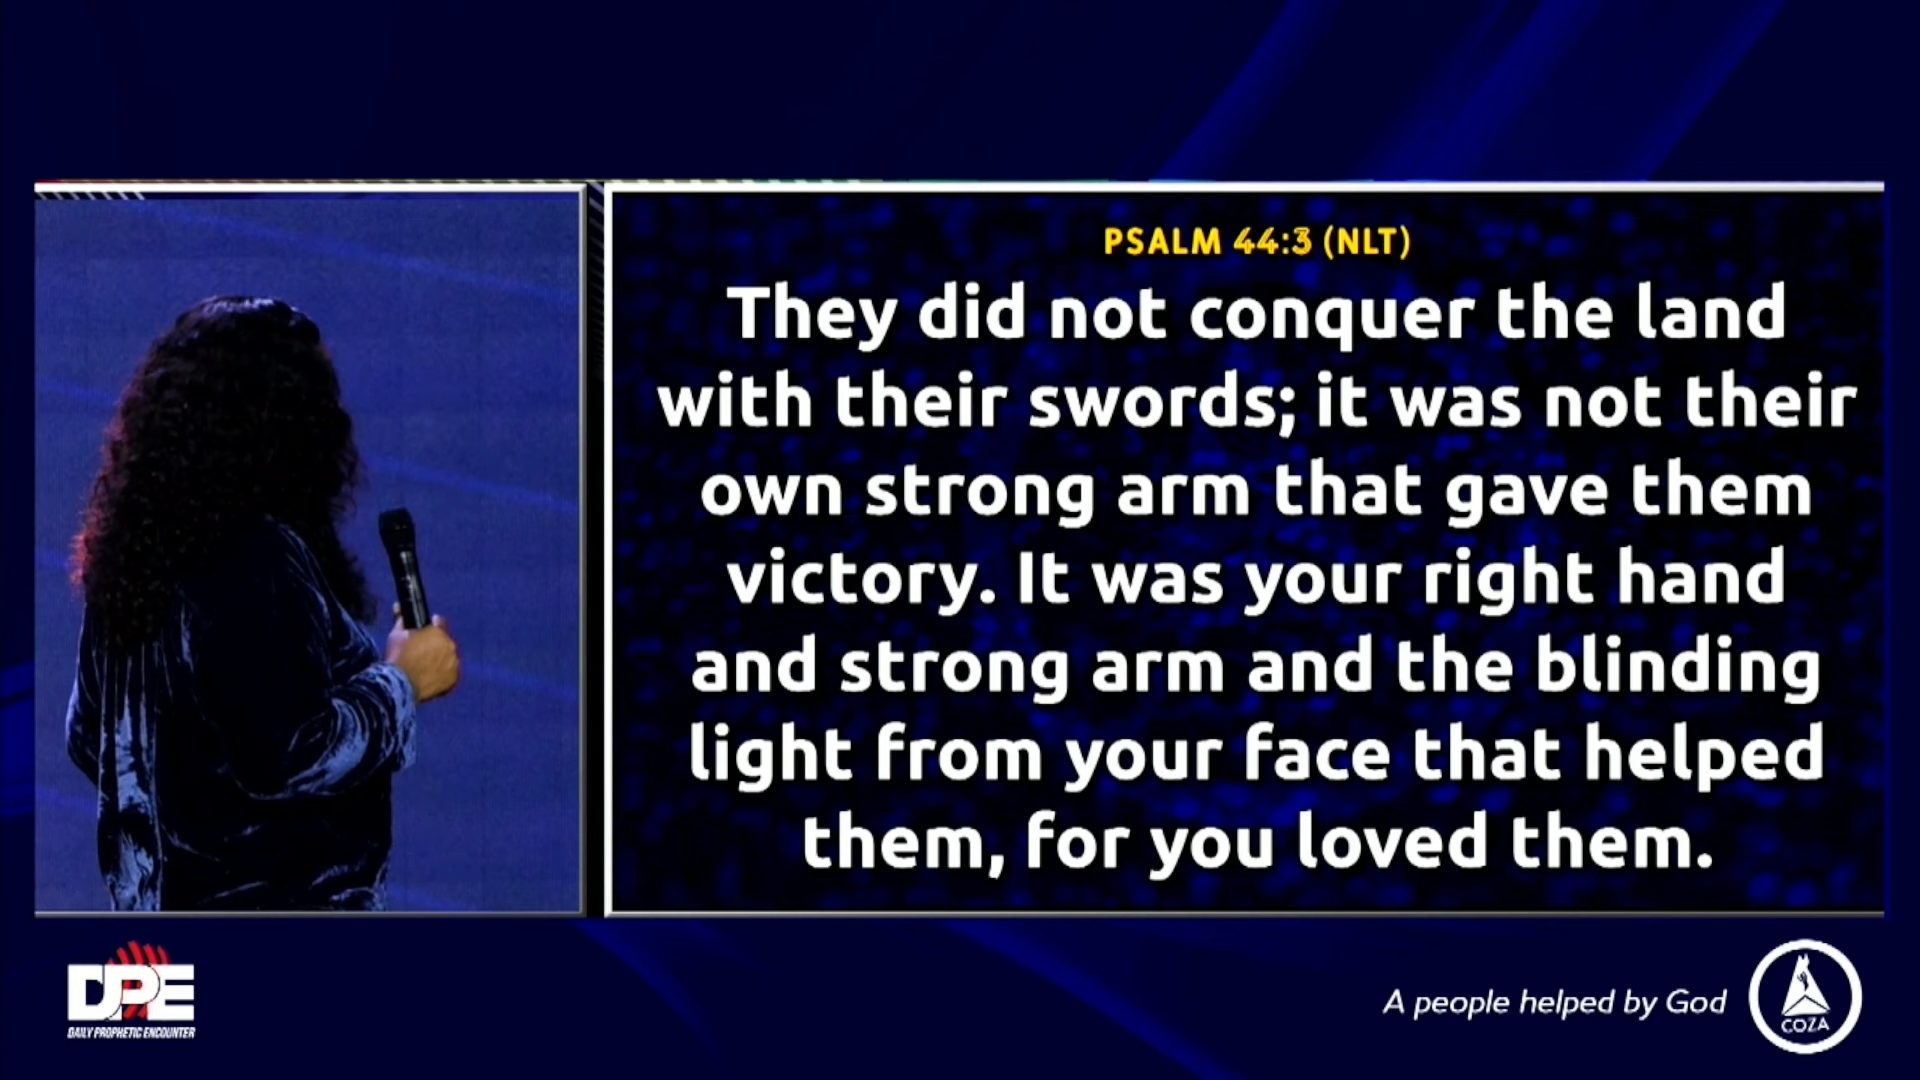 PSALM 44:3 (NLT)
They did not conquer the land
with their swords; it was not their
own strong arm that gave them
victory. It was your right hand
and strong arm and the blinding
light from your face that helped
them, for you loved them.
DPE
DAILY PROPHETIC ENCOUNTER
A people helped by God
COZA